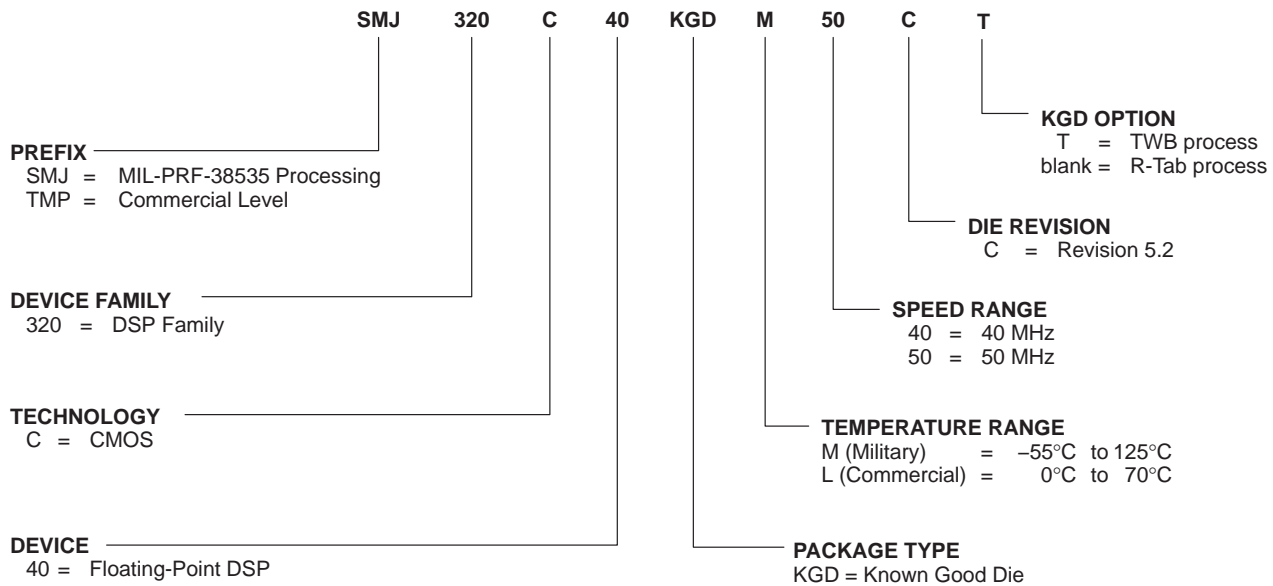 SMJ 320 C 40 KGD M 50 C T
PREFIX
SMJ = MIL-PRF-38535 Processing
TMP = Commercial Level
DEVICE FAMILY
320 = DSP Family
TECHNOLOGY
C = CMOS
DEVICE
40 = Floating-Point DSP
KGD OPTION
T = TWB process
blank = R-Tab process
DIE REVISION
C = Revision 5.2
SPEED RANGE
40 = 40 MHz
50 = 50 MHz
TEMPERATURE RANGE
M (Military) = –55°C to 125°C
L (Commercial) = 0°C to 70°C
PACKAGE TYPE
KGD = Known Good Die